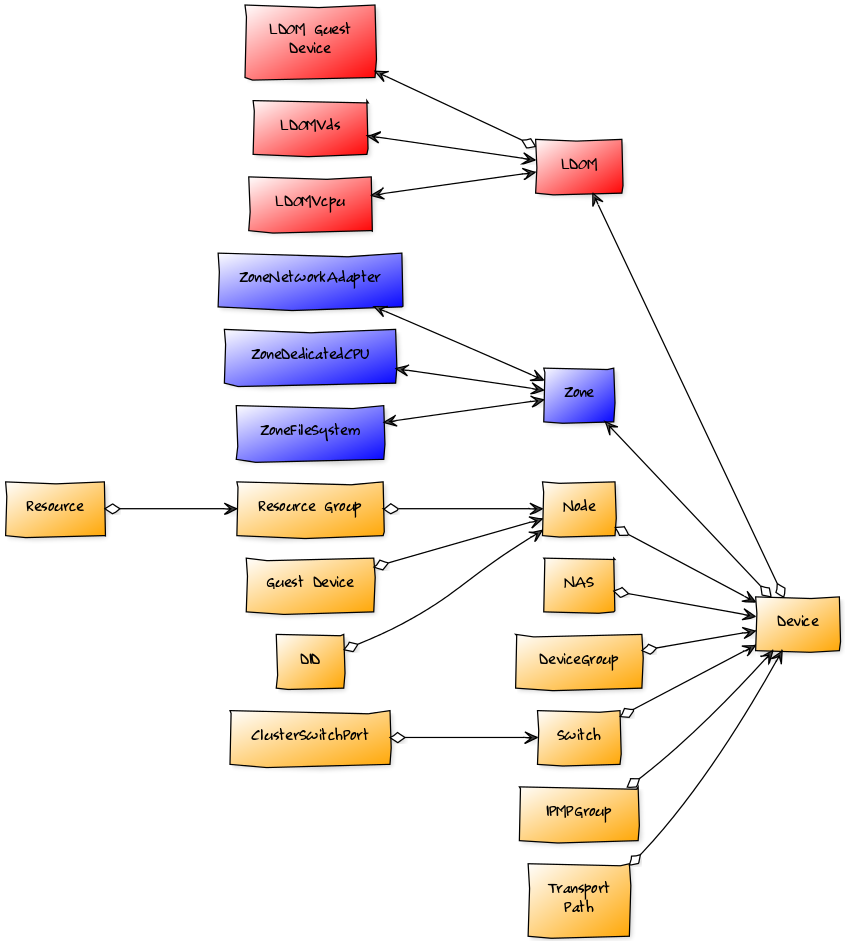 LDOM Guest
Device
LDOMVds
LDOM
LDOMVcpu
ZoneNetworkAdapter
ZoneDedicatedCPU
Zone
ZoneFileSystem
Resource
Resource Group
Node
Guest Device
NAS
Device
DID
DeviceGroup
ClusterSwitchPort
Switch
IPMPGroup
Transport
Path